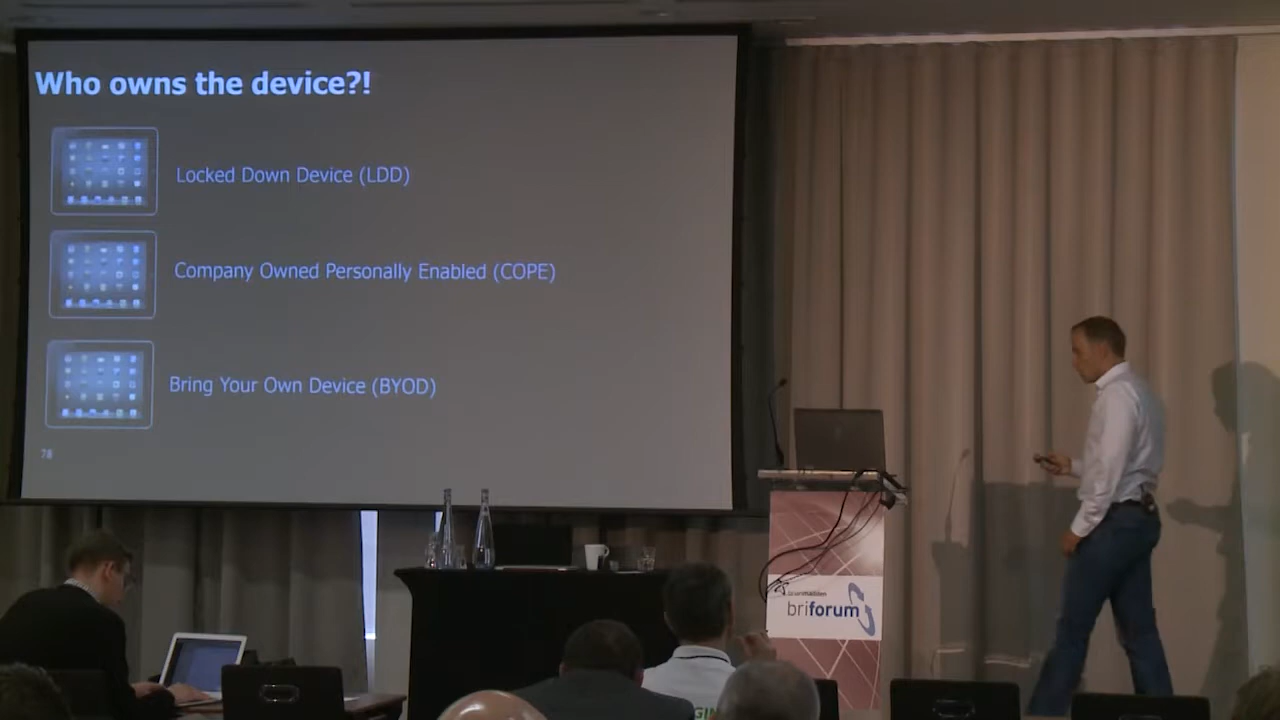 Who owns the device?!
Locked Down Device (LDD)
Company Owned Personally Enabled (COPE)
Bring Your Own Device (BYOD)
78
briforum